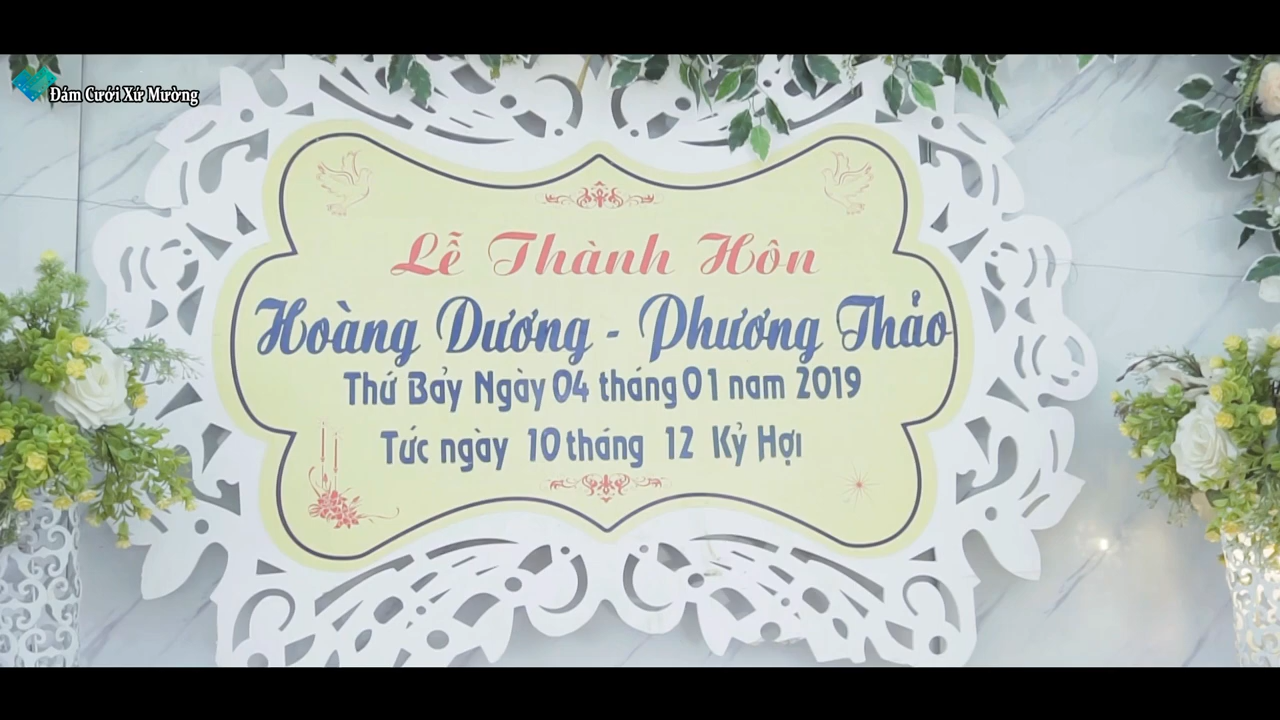 Đám Cưới Xứ Mường
Lễ Thành Hôn
Hoàng Dương - Phương Thảo
Thứ Bảy Ngày 04 tháng 01 nam 2019
Tức ngày 10 tháng 12 Kỷ Hợi